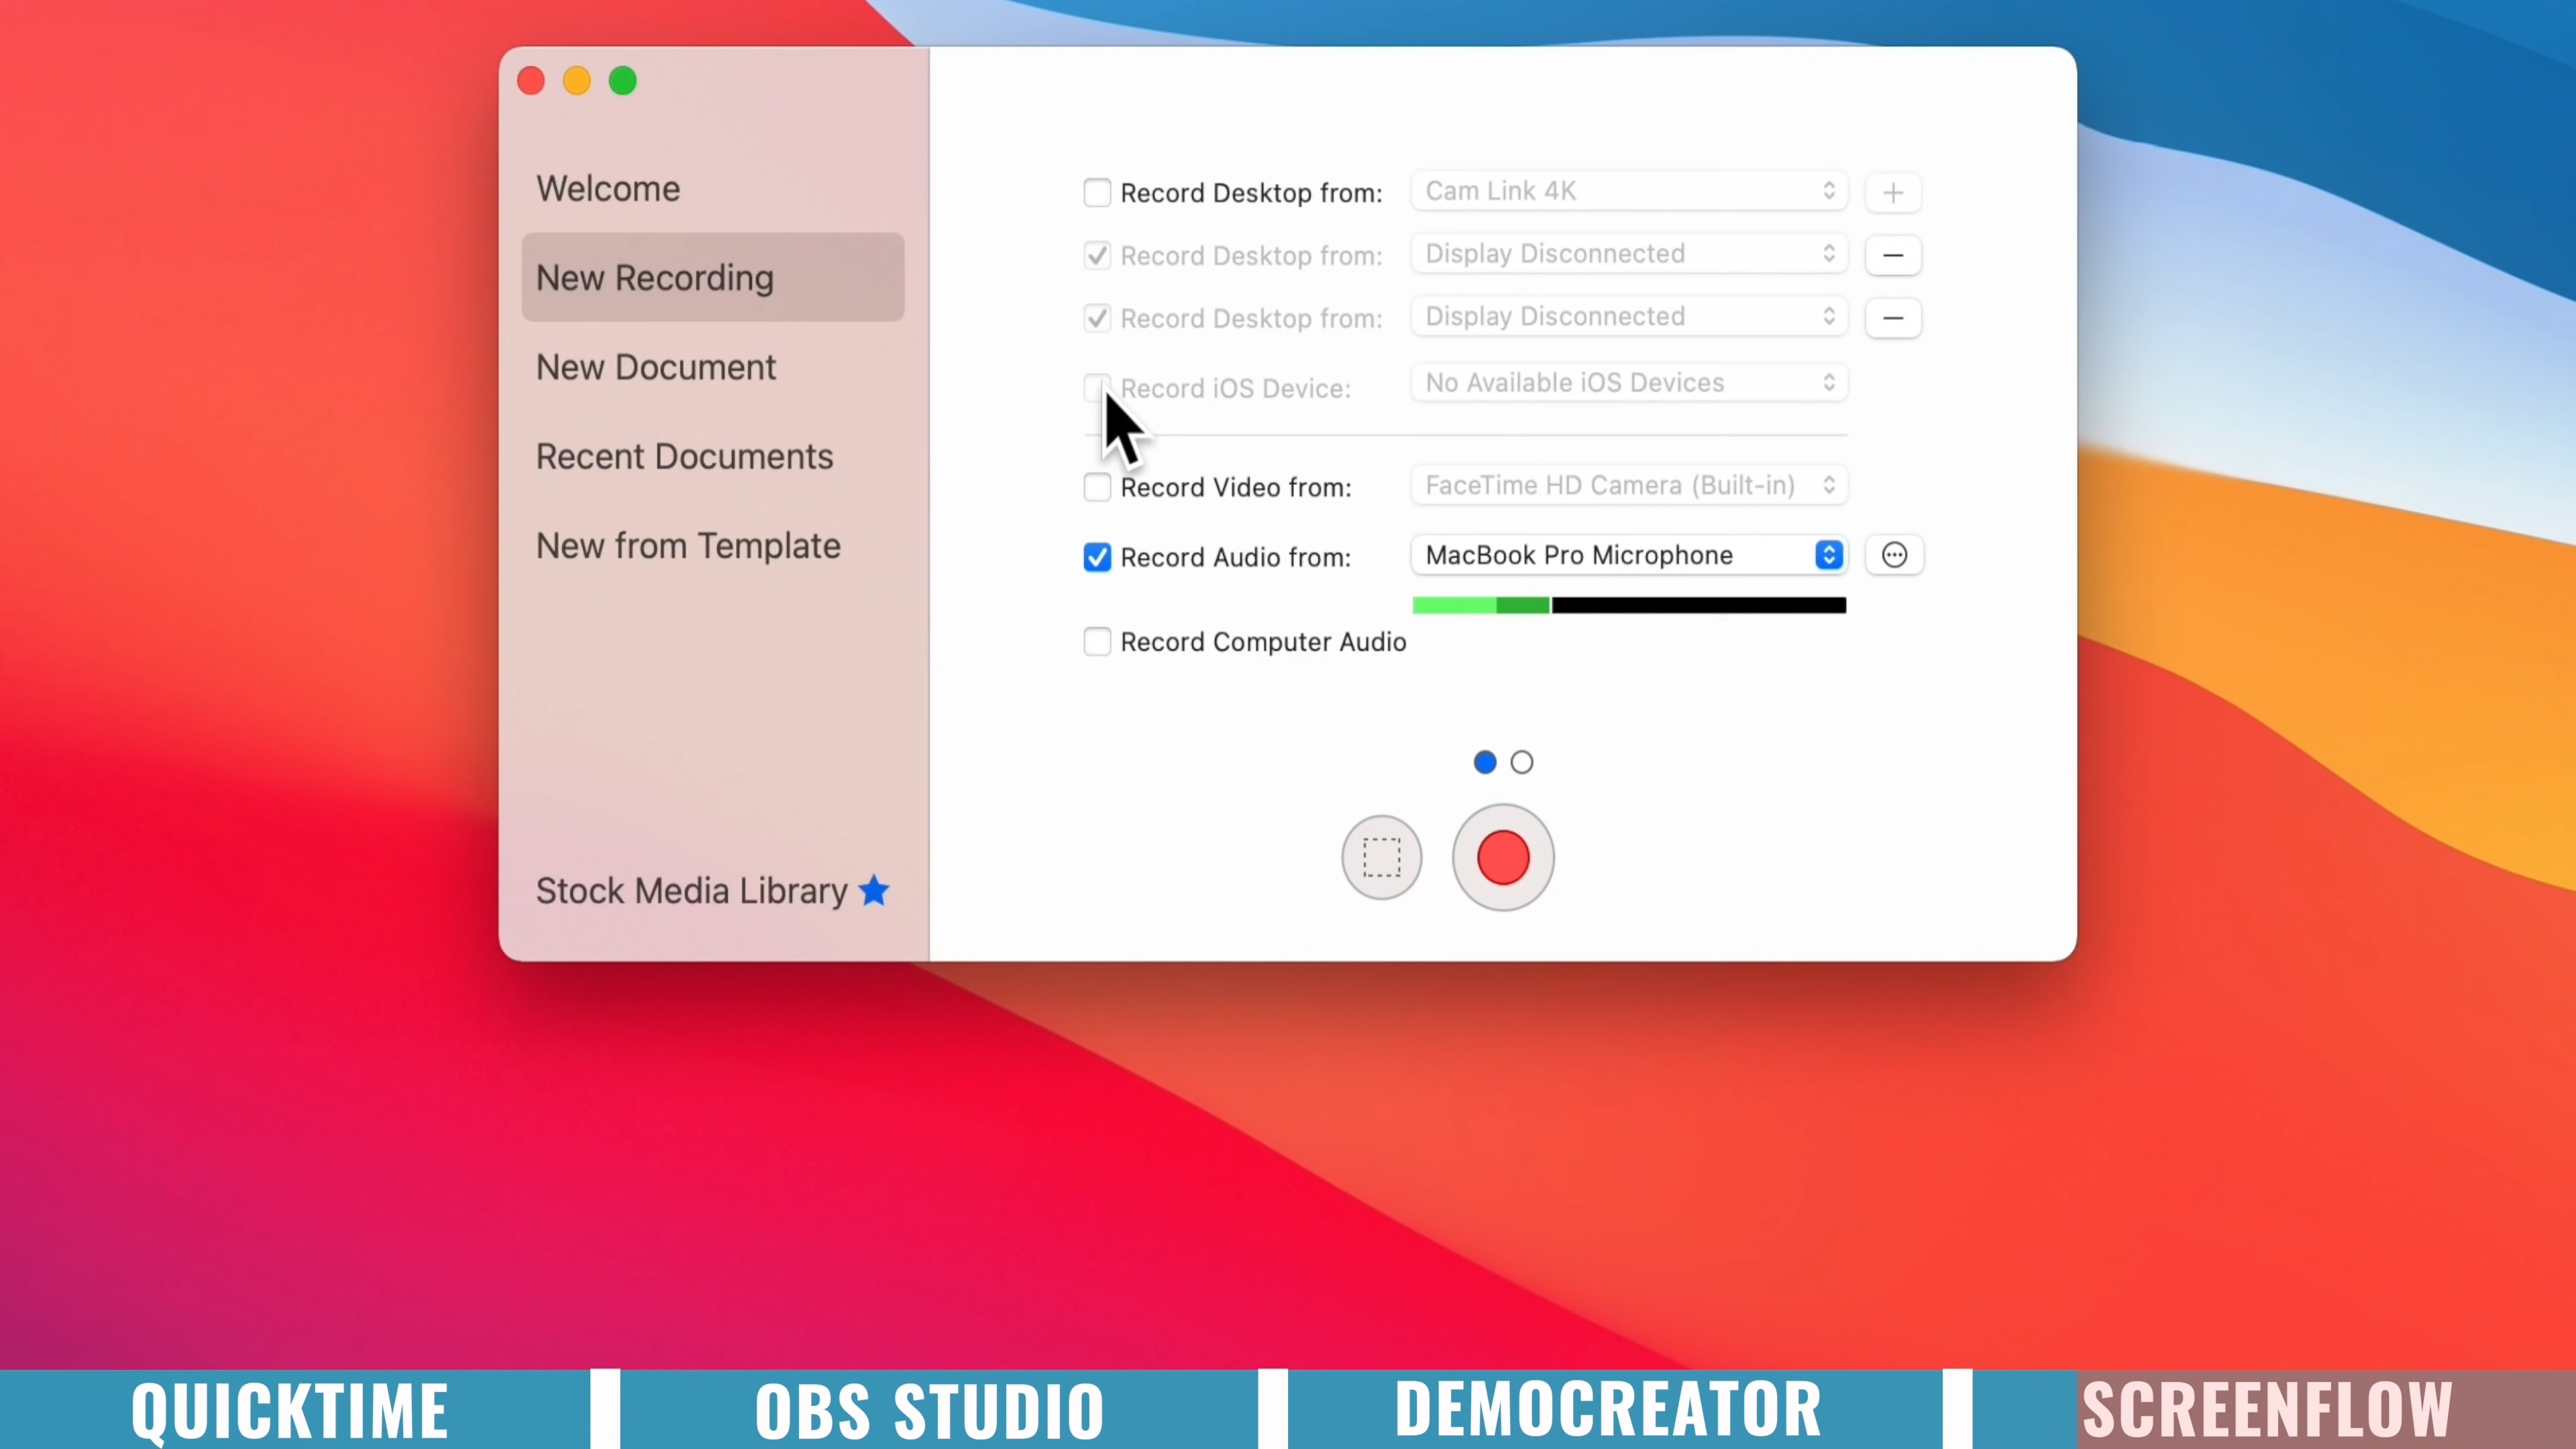 Welcome
New Recording
New Document
Recent Documents
New from Template
Stock Media Library
Record Desktop from: Cam Link 4K
Record Desktop from: Display Disconnected
Record Desktop from: Display Disconnected
Record iOS Device: No Available iOS Devices
Record Video from: FaceTime HD Camera (Built-in)
Record Audio from: MacBook Pro Microphone
Record Computer Audio
QUICKTIME
OBS STUDIO
DEMOCREATOR
SCREENFLOW